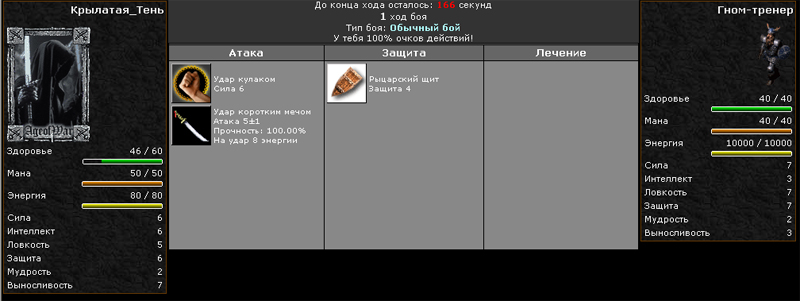 До конца хода осталось: 166 секунд
1 ход боя
Тип боя: Обычный бой
У тебя 100% очков действий!
Крылатая_Тень
Age of War
Здоровье 46 / 60
Мана 50 / 50
Энергия 80 / 80
Сила 6
Интеллект 6
Ловкость 5
Защита 6
Мудрость 2
Выносливость 7
Атака
Удар кулаком
Сила 6
Удар коротким мечом
Атака 5±1
Прочность: 100.00%
На удар 8 энергии
Защита
Рыцарский щит
Защита 4
Лечение
Гном-тренер
Здоровье 40 / 40
Мана 40 / 40
Энергия 10000 / 10000
Сила 7
Интеллект 3
Ловкость 7
Защита 7
Мудрость 2
Выносливость 3